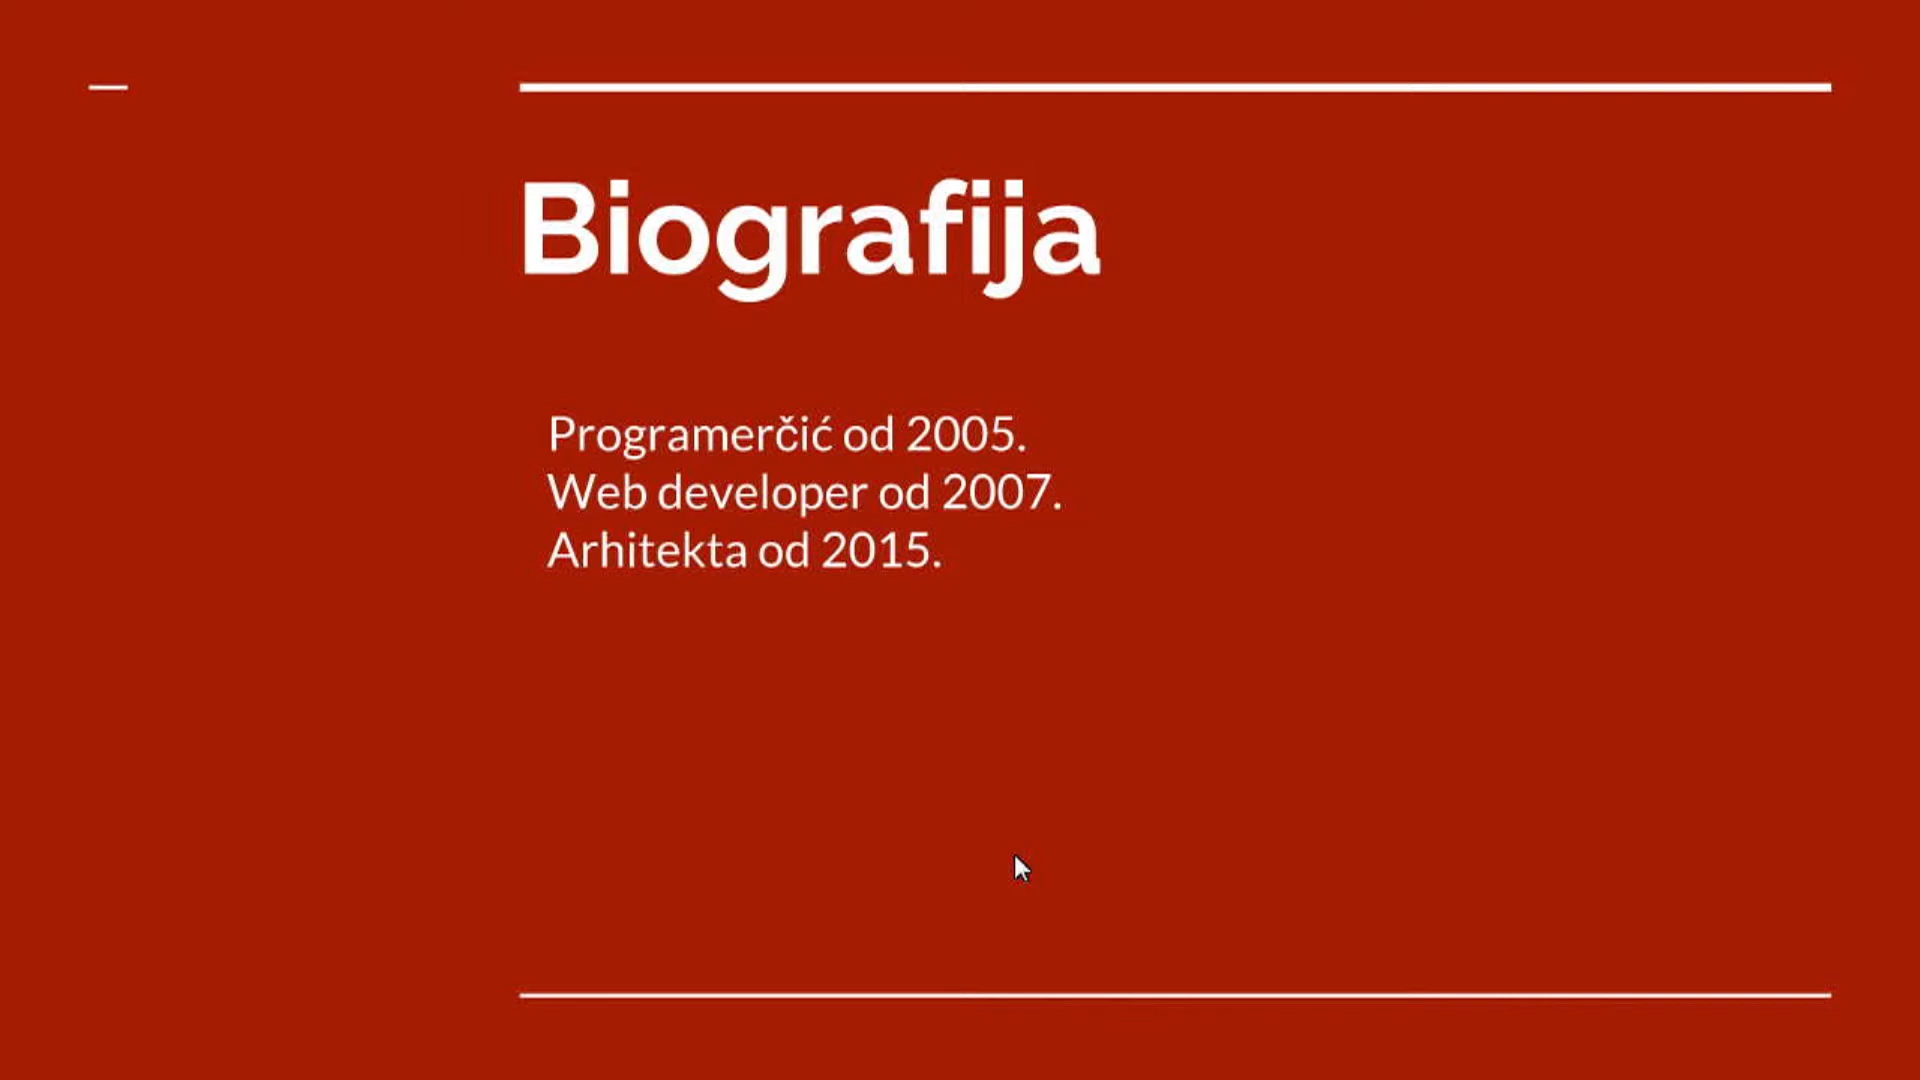 Biografija
Programerčić od 2005.
Web developer od 2007.
Arhitekta od 2015.